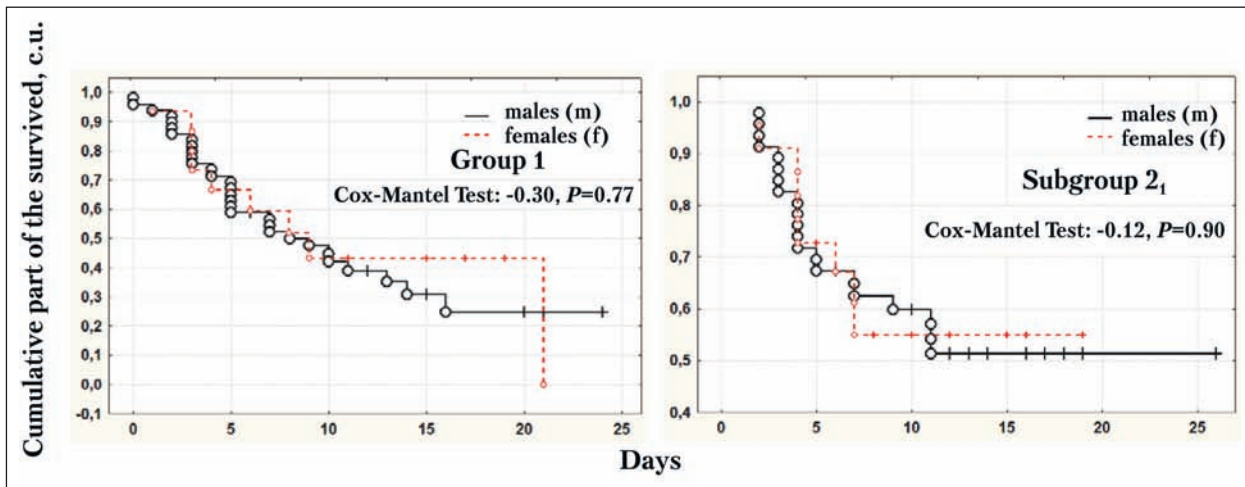 Cumulative part of the survived, c.u.
1,0
0,9
0,8
0,7
0,6
0,5
0,4
0,3
0,2
0,1
0,0
-0,1
males (m)
females (f)
Group 1
Cox-Mantel Test: -0.30, P=0.77
0 5 10 15 20 25
1,0
0,9
0,8
0,7
0,6
0,5
0,4
males (m)
females (f)
Subgroup 2₁
Cox-Mantel Test: -0.12, P=0.90
0 5 10 15 20 25
Days